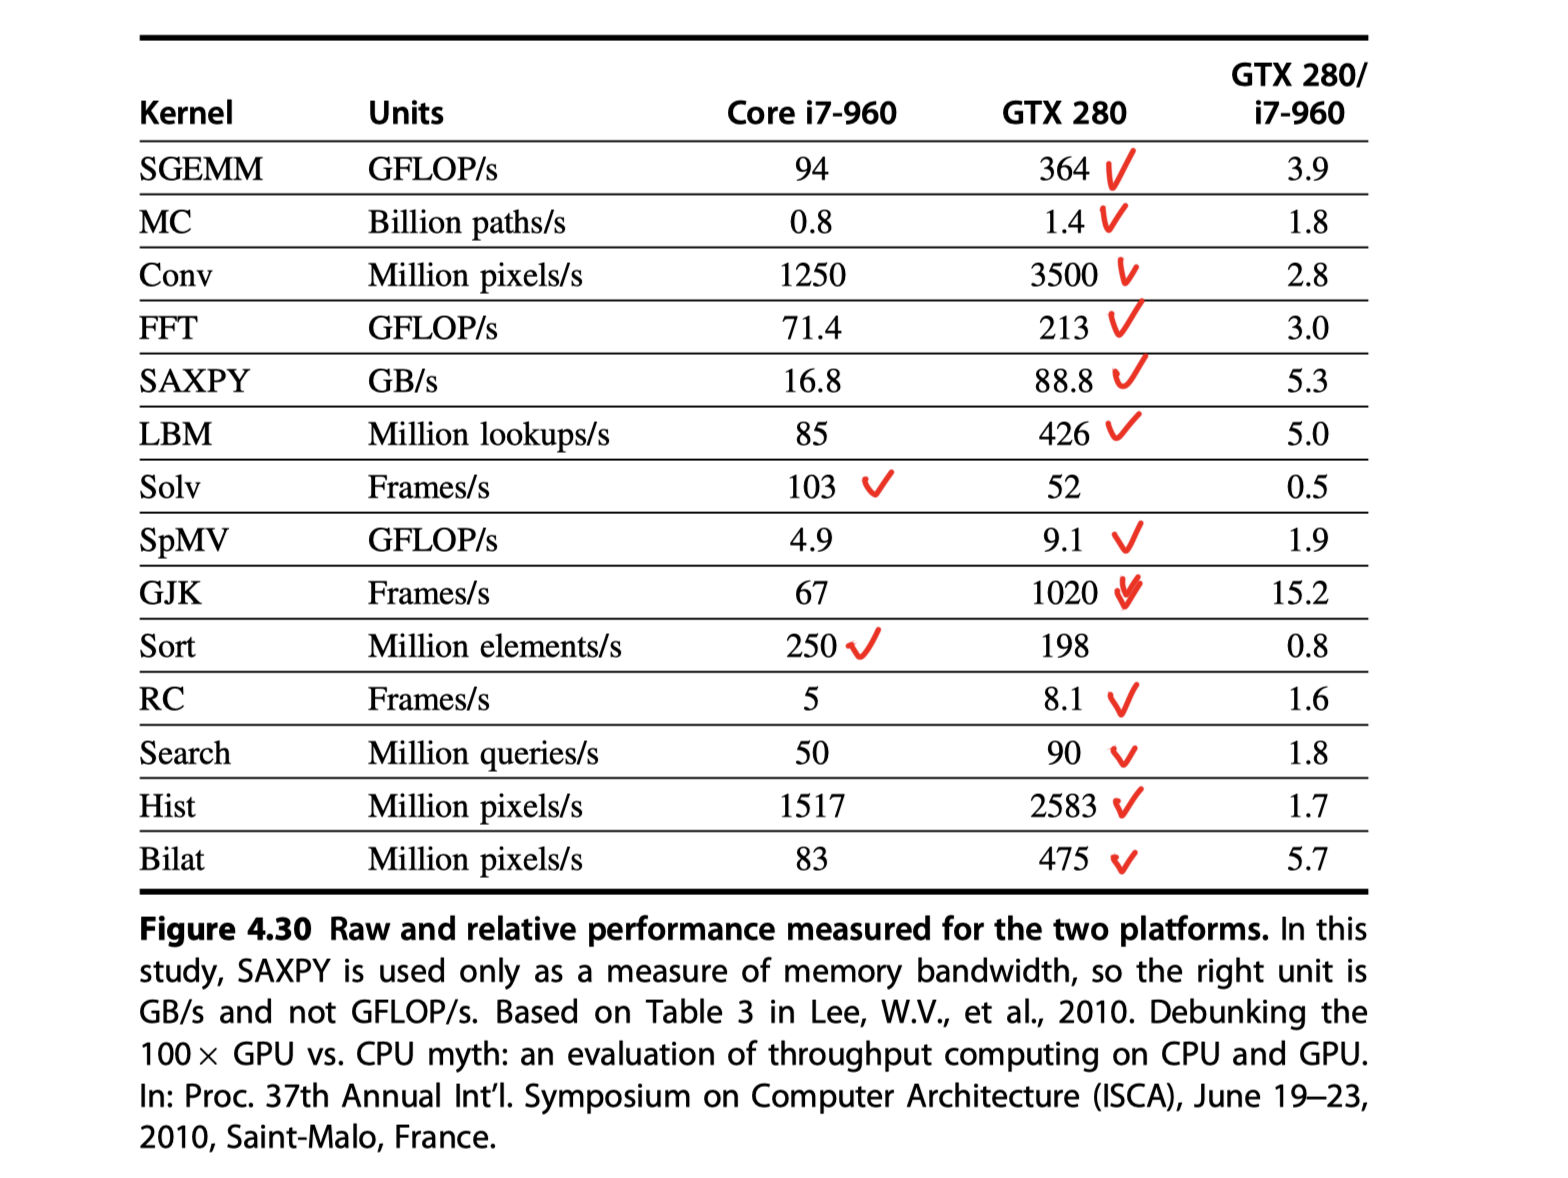 GTX 280/
Kernel Units Core i7-960 GTX 280 i7-960
SGEMM GFLOP/s 94 364 ✓ 3.9
MC Billion paths/s 0.8 1.4 ✓ 1.8
Conv Million pixels/s 1250 3500 ✓ 2.8
FFT GFLOP/s 71.4 213 ✓ 3.0
SAXPY GB/s 16.8 88.8 ✓ 5.3
LBM Million lookups/s 85 426 ✓ 5.0
Solv Frames/s 103 ✓ 52 0.5
SpMV GFLOP/s 4.9 9.1 ✓ 1.9
GJK Frames/s 67 1020 ✓ 15.2
Sort Million elements/s 250 ✓ 198 0.8
RC Frames/s 5 8.1 ✓ 1.6
Search Million queries/s 50 90 ✓ 1.8
Hist Million pixels/s 1517 2583 ✓ 1.7
Bilat Million pixels/s 83 475 ✓ 5.7
Figure 4.30 Raw and relative performance measured for the two platforms. In this
study, SAXPY is used only as a measure of memory bandwidth, so the right unit is
GB/s and not GFLOP/s. Based on Table 3 in Lee, W.V., et al., 2010. Debunking the
100 × GPU vs. CPU myth: an evaluation of throughput computing on CPU and GPU.
In: Proc. 37th Annual Int'l. Symposium on Computer Architecture (ISCA), June 19–23,
2010, Saint-Malo, France.